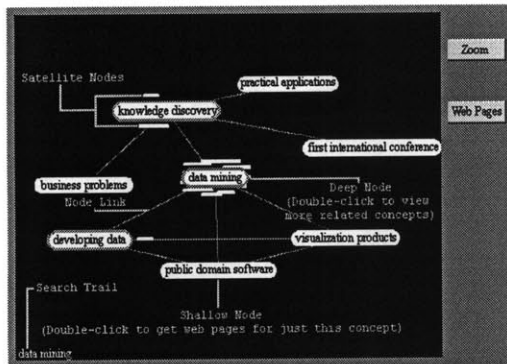 Zoom
Satellite Nodes
practical applications
knowledge discovery
Web Pages
first international conference
data mining
business problems
Deep Node
(Double-click to view
more related concepts)
Node Link
developing data
visualization products
public domain software
Search Trail
Shallow Node
(Double-click to get web pages for just this concept)
data mining